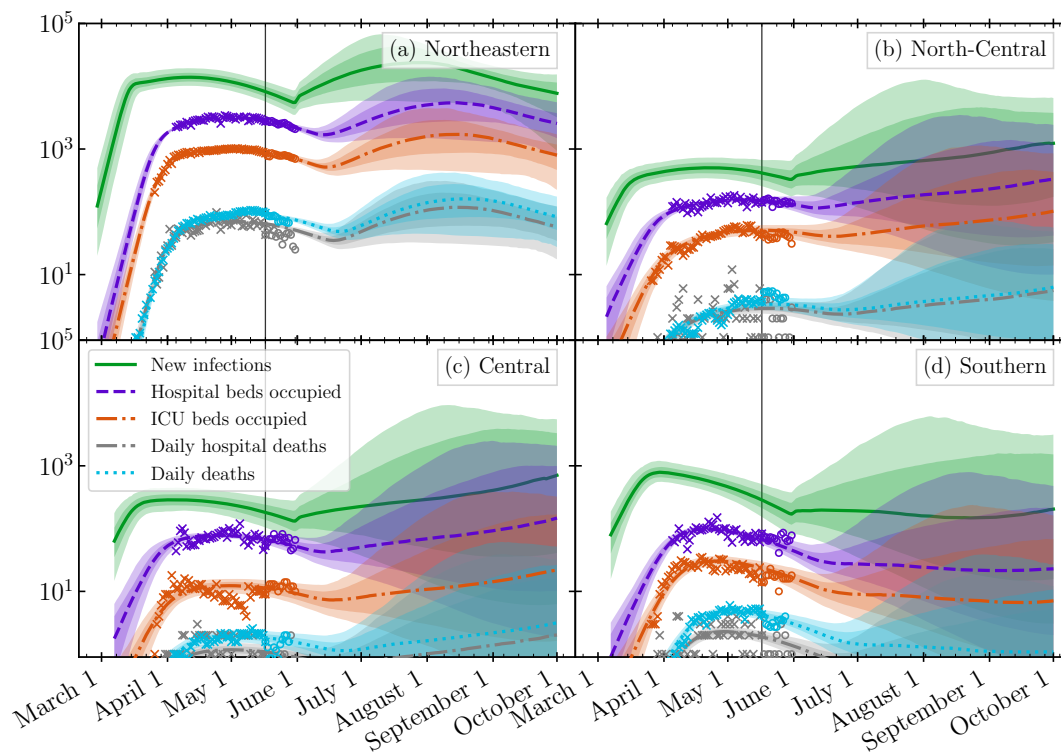 10^5
(a) Northeastern
(b) North-Central
10^3
10^1
10^5
New infections
Hospital beds occupied
ICU beds occupied
Daily hospital deaths
Daily deaths
(c) Central
(d) Southern
10^3
10^1
March 1
April 1
May 1
June 1
July 1
August 1
September 1
October 1
March 1
April 1
May 1
June 1
July 1
August 1
September 1
October 1